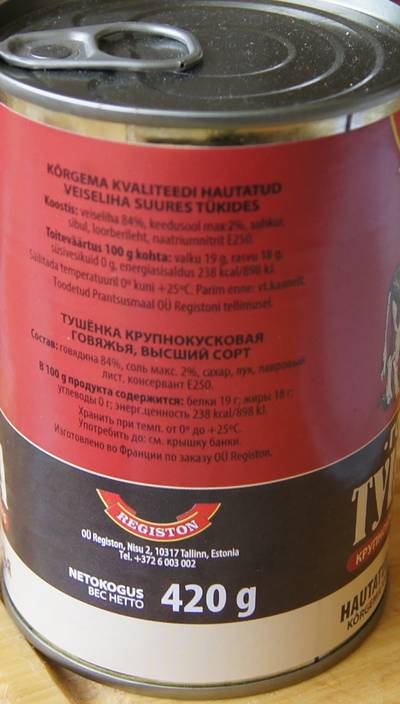 KÕRGEMA KVALITEEDI HAUTATUD
VEISELIHA SUURES TÜKIDES
Koostis: veiseliha 84%, keedusool max 2%, suhkur,
sibul, loorberileht, naatriumnitrit E250.
Toiteväärtus 100 g kohta: valku 19 g, rasvu 18 g,
süsivesikuid 0 g, energiasisaldus 238 kcal/898 kJ.
Säilitada temperatuuril 0° kuni +25°C. Parim enne: vt.kaanelt.
Toodetud Prantsusmaal OÜ Registoni tellimusel.
ТУШЁНКА КРУПНОКУСКОВАЯ
ГОВЯЖЬЯ, ВЫСШИЙ СОРТ
Состав: говядина 84%, соль макс. 2%, сахар, лук, лавровый
лист, консервант Е250.
В 100 g продукта содержится: белки 19 г; жиры 18 г;
углеводы 0 г; энерг.ценность 238 kcal/898 kJ.
Хранить при темп. от 0° до +25°C.
Употребить до: см. крышку банки.
Изготовлено во Франции по заказу OÜ Registon.
REGISTON
OÜ Registon, Nisu 2, 10317 Tallinn, Estonia
Tel. +372 6 003 002
NETOKOGUS
ВЕС НЕТТО
420 g
ТУ
КРУПН
HAUTAT
KÕRGE